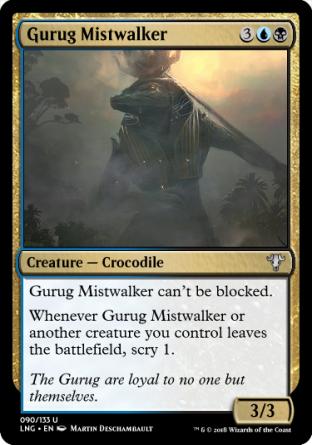 Gurug Mistwalker 3
Creature — Crocodile
Gurug Mistwalker can't be blocked.
Whenever Gurug Mistwalker or
another creature you control leaves
the battlefield, scry 1.
The Gurug are loyal to no one but
themselves.
3/3
090/133 U
LNG • EN Martin Deschambault
™ & © 2018 Wizards of the Coast